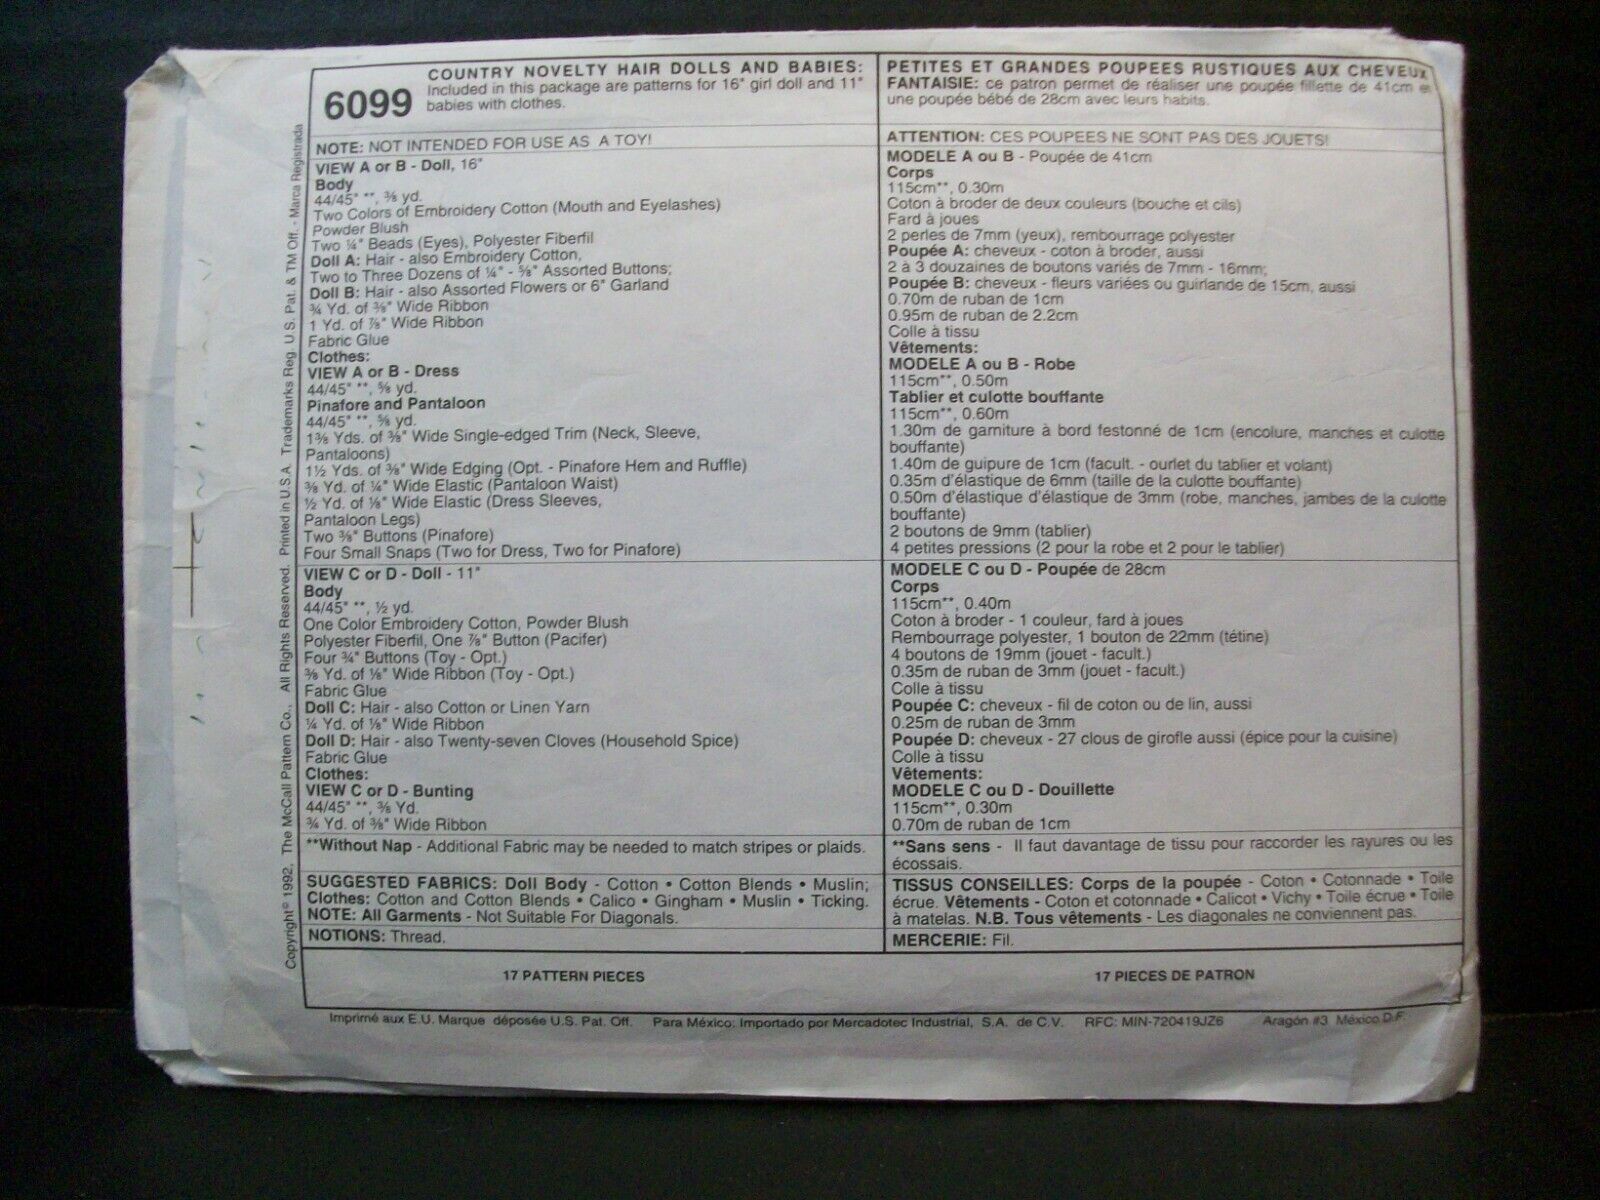 6099
COUNTRY NOVELTY HAIR DOLLS AND BABIES:
Included in this package are patterns for 16" girl doll and 11"
babies with clothes.
NOTE: NOT INTENDED FOR USE AS A TOY!
VIEW A or B - Doll, 16"
Body
44/45" **, ⅜ yd.
Two Colors of Embroidery Cotton (Mouth and Eyelashes)
Powder Blush
Two ¼" Beads (Eyes), Polyester Fiberfil
Doll A: Hair - also Embroidery Cotton,
Two to Three Dozens of ¼" - ⅝" Assorted Buttons;
Doll B: Hair - also Assorted Flowers or 6" Garland
¾ Yd. of ⅜" Wide Ribbon
1 Yd. of ⅞" Wide Ribbon
Fabric Glue
Clothes:
VIEW A or B - Dress
44/45" **, ⅝ yd.
Pinafore and Pantaloon
44/45" **, ⅝ yd.
1⅜ Yds. of ⅜" Wide Single-edged Trim (Neck, Sleeve,
Pantaloons)
1½ Yds. of ⅜" Wide Edging (Opt. - Pinafore Hem and Ruffle)
⅜ Yd. of ¼" Wide Elastic (Pantaloon Waist)
½ Yd. of ⅛" Wide Elastic (Dress Sleeves,
Pantaloon Legs)
Two ⅜" Buttons (Pinafore)
Four Small Snaps (Two for Dress, Two for Pinafore)
VIEW C or D - Doll - 11"
Body
44/45" **, ½ yd.
One Color Embroidery Cotton, Powder Blush
Polyester Fiberfil, One ⅞" Button (Pacifer)
Four ¾" Buttons (Toy - Opt.)
⅜ Yd. of ⅛" Wide Ribbon (Toy - Opt.)
Fabric Glue
Doll C: Hair - also Cotton or Linen Yarn
¼ Yd. of ⅛" Wide Ribbon
Doll D: Hair - also Twenty-seven Cloves (Household Spice)
Fabric Glue
Clothes:
VIEW C or D - Bunting
44/45" **, ⅜ Yd.
¾ Yd. of ⅜" Wide Ribbon
**Without Nap - Additional Fabric may be needed to match stripes or plaids.
SUGGESTED FABRICS: Doll Body - Cotton • Cotton Blends • Muslin;
Clothes: Cotton and Cotton Blends • Calico • Gingham • Muslin • Ticking.
NOTE: All Garments - Not Suitable For Diagonals.
NOTIONS: Thread.
17 PATTERN PIECES
PETITES ET GRANDES POUPEES RUSTIQUES AUX CHEVEUX
FANTAISIE: ce patron permet de réaliser une poupée fillette de 41cm et
une poupée bébé de 28cm avec leurs habits.
ATTENTION: CES POUPEES NE SONT PAS DES JOUETS!
MODELE A ou B - Poupée de 41cm
Corps
115cm**, 0.30m
Coton à broder de deux couleurs (bouche et cils)
Fard à joues
2 perles de 7mm (yeux), rembourrage polyester
Poupée A: cheveux - coton à broder, aussi
2 à 3 douzaines de boutons variés de 7mm - 16mm;
Poupée B: cheveux - fleurs variées ou guirlande de 15cm, aussi
0.70m de ruban de 1cm
0.95m de ruban de 2.2cm
Colle à tissu
Vêtements:
MODELE A ou B - Robe
115cm**, 0.50m
Tablier et culotte bouffante
115cm**, 0.60m
1.30m de garniture à bord festonné de 1cm (encolure, manches et culotte
bouffante)
1.40m de guipure de 1cm (facult. - ourlet du tablier et volant)
0.35m d'élastique de 6mm (taille de la culotte bouffante)
0.50m d'élastique d'élastique de 3mm (robe, manches, jambes de la culotte
bouffante)
2 boutons de 9mm (tablier)
4 petites pressions (2 pour la robe et 2 pour le tablier)
MODELE C ou D - Poupée de 28cm
Corps
115cm**, 0.40m
Coton à broder - 1 couleur, fard à joues
Rembourrage polyester, 1 bouton de 22mm (tétine)
4 boutons de 19mm (jouet - facult.)
0.35m de ruban de 3mm (jouet - facult.)
Colle à tissu
Poupée C: cheveux - fil de coton ou de lin, aussi
0.25m de ruban de 3mm
Poupée D: cheveux - 27 clous de girofle aussi (épice pour la cuisine)
Colle à tissu
Vêtements:
MODELE C ou D - Douillette
115cm**, 0.30m
0.70m de ruban de 1cm
**Sans sens - Il faut davantage de tissu pour raccorder les rayures ou les
écossais.
TISSUS CONSEILLES: Corps de la poupée - Coton • Cotonnade • Toile
écrue. Vêtements - Coton et cotonnade • Calicot • Vichy • Toile écrue • Toile
à matelas. N.B. Tous vêtements - Les diagonales ne conviennent pas.
MERCERIE: Fil.
17 PIECES DE PATRON
Imprimé aux E.U. Marque déposée U.S. Pat. Off. Para México: Importado por Mercadotec Industrial, S.A. de C.V. RFC: MIN-720419JZ6 Aragón #3 México D.F.
Copyright© 1992, The McCall Pattern Co., All Rights Reserved. Printed in U.S.A. Trademarks Reg. U.S. Pat. & TM Off. - Marca Registrada